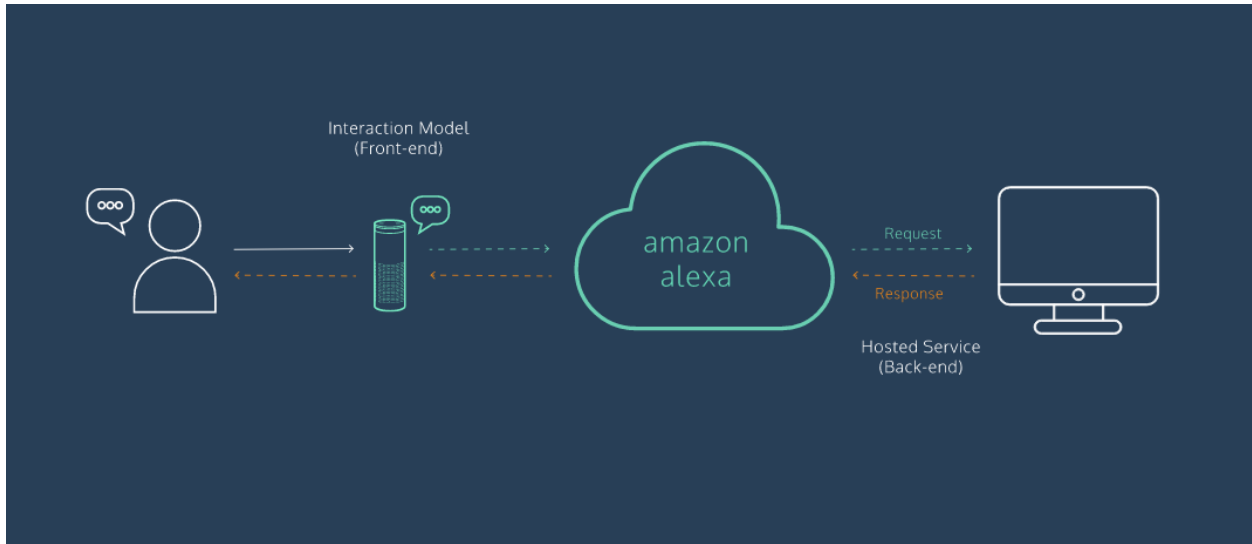 Interaction Model
(Front-end)
amazon
alexa
Request
Response
Hosted Service
(Back-end)